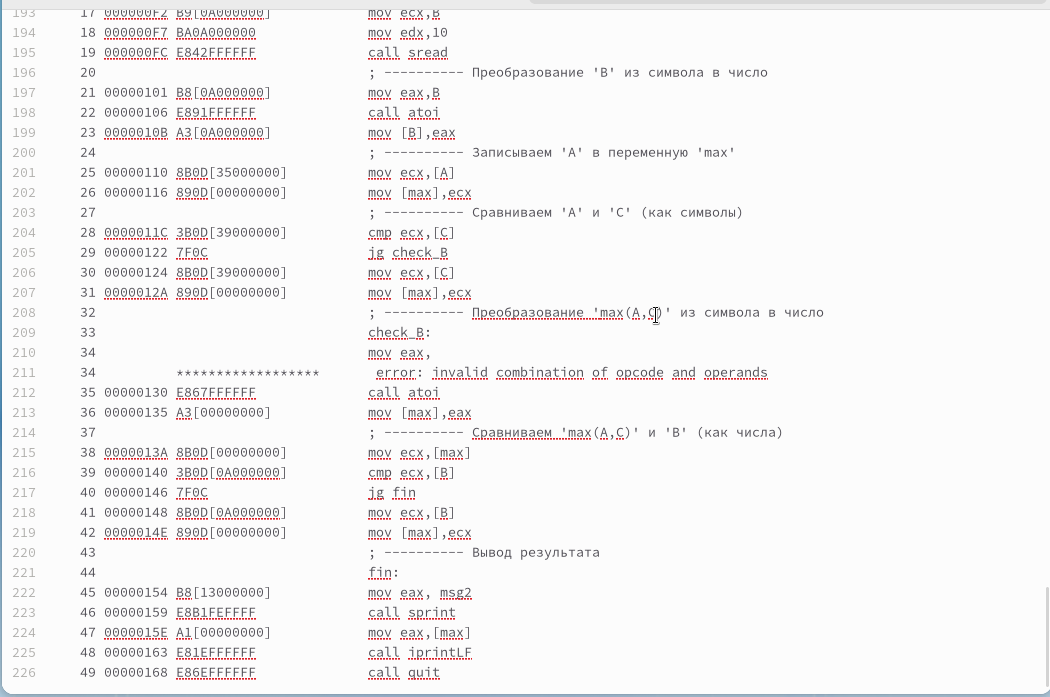 193 17 000000F2 B9[0A000000] mov ecx,B
194 18 000000F7 BA0A000000 mov edx,10
195 19 000000FC E842FFFFFF call sread
196 20 ; ---------- Преобразование 'B' из символа в число
197 21 00000101 B8[0A000000] mov eax,B
198 22 00000106 E891FFFFFF call atoi
199 23 0000010B A3[0A000000] mov [B],eax
200 24 ; ---------- Записываем 'A' в переменную 'max'
201 25 00000110 8B0D[35000000] mov ecx,[A]
202 26 00000116 890D[00000000] mov [max],ecx
203 27 ; ---------- Сравниваем 'A' и 'C' (как символы)
204 28 0000011C 3B0D[39000000] cmp ecx,[C]
205 29 00000122 7F0C jg check_B
206 30 00000124 8B0D[39000000] mov ecx,[C]
207 31 0000012A 890D[00000000] mov [max],ecx
208 32 ; ---------- Преобразование 'max(A,C)' из символа в число
209 33 check_B:
210 34 mov eax,
211 34 ****************** error: invalid combination of opcode and operands
212 35 00000130 E867FFFFFF call atoi
213 36 00000135 A3[00000000] mov [max],eax
214 37 ; ---------- Сравниваем 'max(A,C)' и 'B' (как числа)
215 38 0000013A 8B0D[00000000] mov ecx,[max]
216 39 00000140 3B0D[0A000000] cmp ecx,[B]
217 40 00000146 7F0C jg fin
218 41 00000148 8B0D[0A000000] mov ecx,[B]
219 42 0000014E 890D[00000000] mov [max],ecx
220 43 ; ---------- Вывод результата
221 44 fin:
222 45 00000154 B8[13000000] mov eax, msg2
223 46 00000159 E8B1FEFFFF call sprint
224 47 0000015E A1[00000000] mov eax,[max]
225 48 00000163 E81EFFFFFF call iprintLF
226 49 00000168 E86EFFFFFF call quit